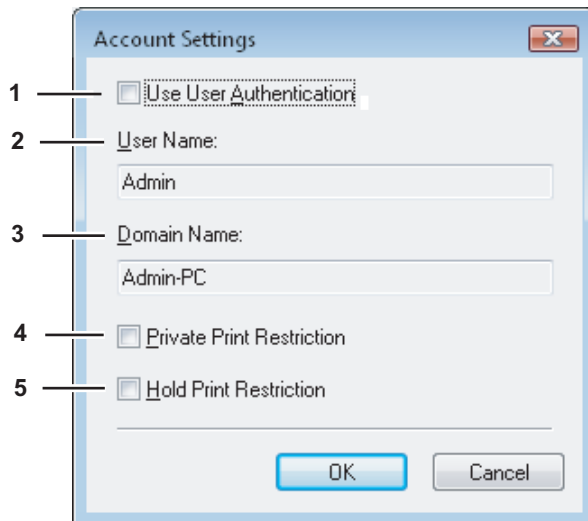 Account Settings
1 Use User Authentication
2 User Name:
Admin
3 Domain Name:
Admin-PC
4 Private Print Restriction
5 Hold Print Restriction
OK Cancel